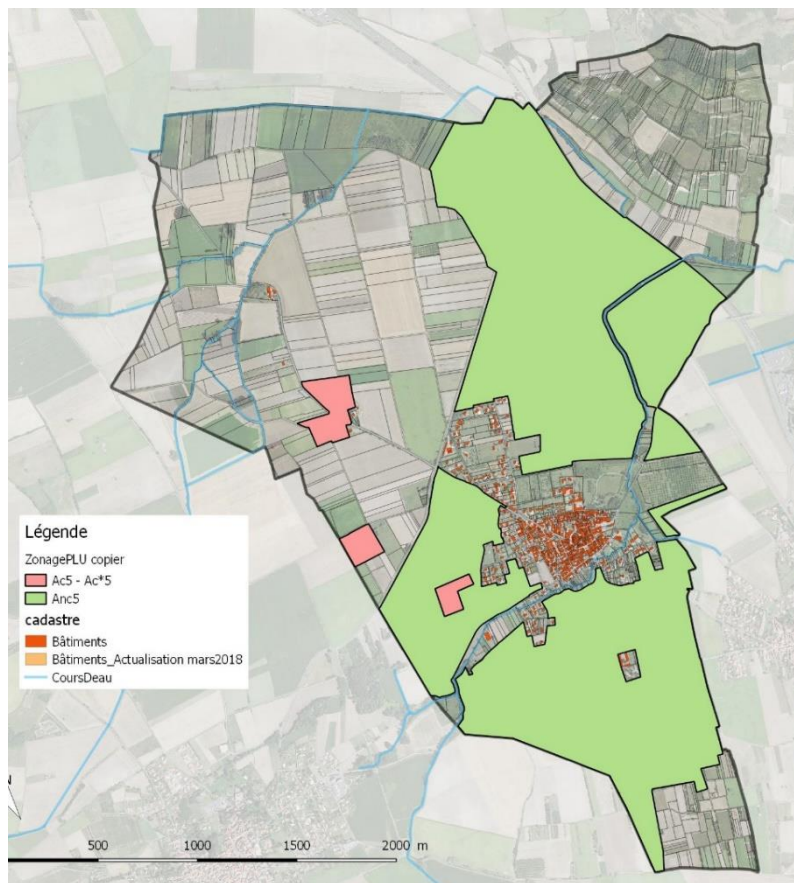 Légende
ZonagePLU copier
Ac5 - Ac*5
Anc5
cadastre
Bâtiments
Bâtiments_Actualisation mars2018
CoursDeau
N
500 1000 1500 2000 m